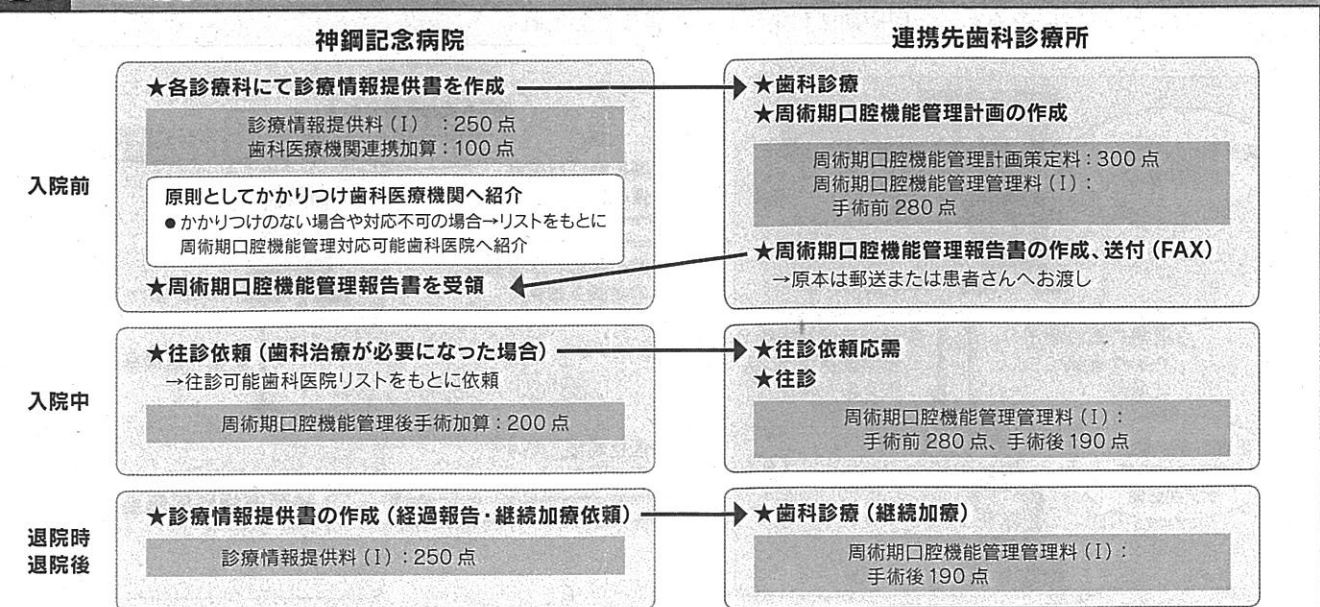 神鋼記念病院
連携先歯科診療所
入院前
★各診療科にて診療情報提供書を作成
診療情報提供料(Ⅰ) :250点
歯科医療機関連携加算:100点
原則としてかかりつけ歯科医療機関へ紹介
●かかりつけのない場合や対応不可の場合→リストをもとに
周術期口腔機能管理対応可能歯科医院へ紹介
★周術期口腔機能管理報告書を受領
★歯科診療
★周術期口腔機能管理計画の作成
周術期口腔機能管理計画策定料:300点
周術期口腔機能管理管理料(Ⅰ):
手術前280点
★周術期口腔機能管理報告書の作成、送付(FAX)
→原本は郵送または患者さんへお渡し
入院中
★往診依頼(歯科治療が必要になった場合)
→往診可能歯科医院リストをもとに依頼
周術期口腔機能管理後手術加算:200点
★往診依頼応需
★往診
周術期口腔機能管理管理料(Ⅰ):
手術前280点、手術後190点
退院時
退院後
★診療情報提供書の作成(経過報告・継続加療依頼)
診療情報提供料(Ⅰ):250点
★歯科診療(継続加療)
周術期口腔機能管理管理料(Ⅰ):
手術後190点